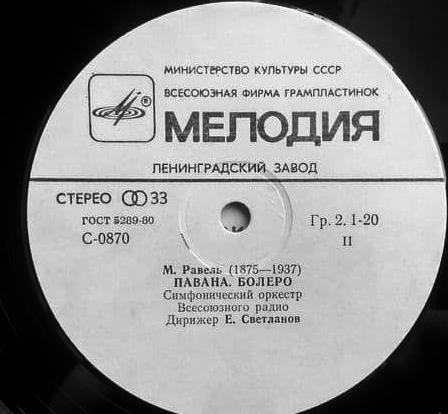 МИНИСТЕРСТВО КУЛЬТУРЫ СССР
ВСЕСОЮЗНАЯ ФИРМА ГРАМПЛАСТИНОК
®
МЕЛОДИЯ
ЛЕНИНГРАДСКИЙ ЗАВОД
СТЕРЕО 33
ГОСТ 5289-80
Гр. 2. 1-20
С-0870
II
М. Равель (1875—1937)
ПАВАНА. БОЛЕРО
Симфонический оркестр
Всесоюзного радио
Дирижер Е. Светланов